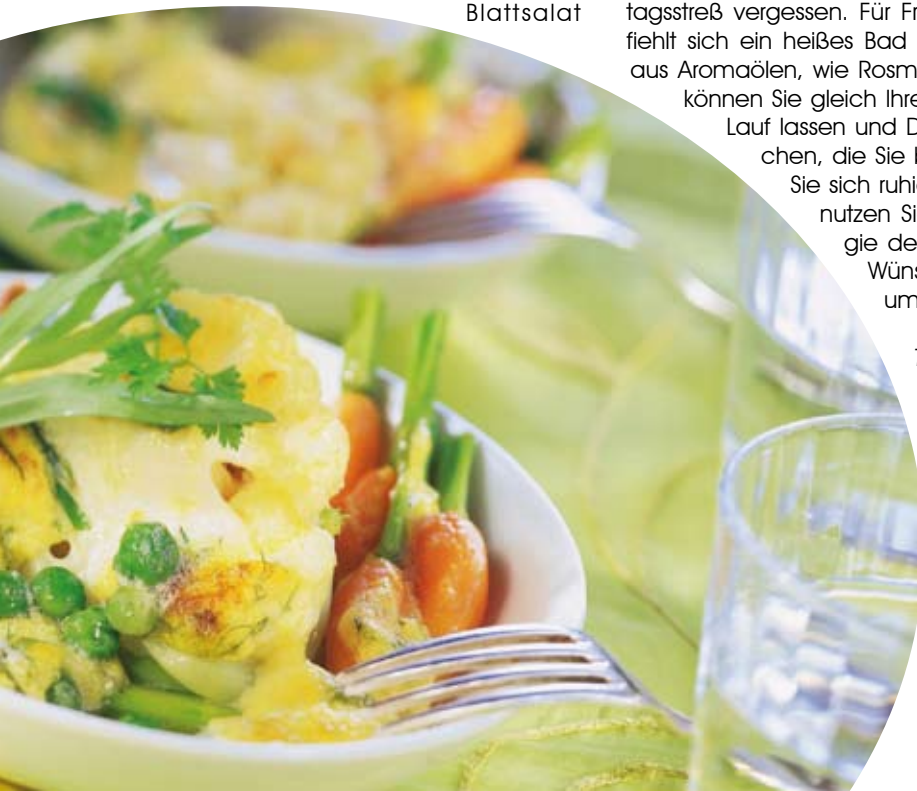 Blattsalat
tagsstreß vergessen. Für Fr
fiehlt sich ein heißes Bad
aus Aromaölen, wie Rosm
können Sie gleich Ihre
Lauf lassen und D
chen, die Sie
Sie sich ruhi
nutzen Si
gie de
Wüns
um